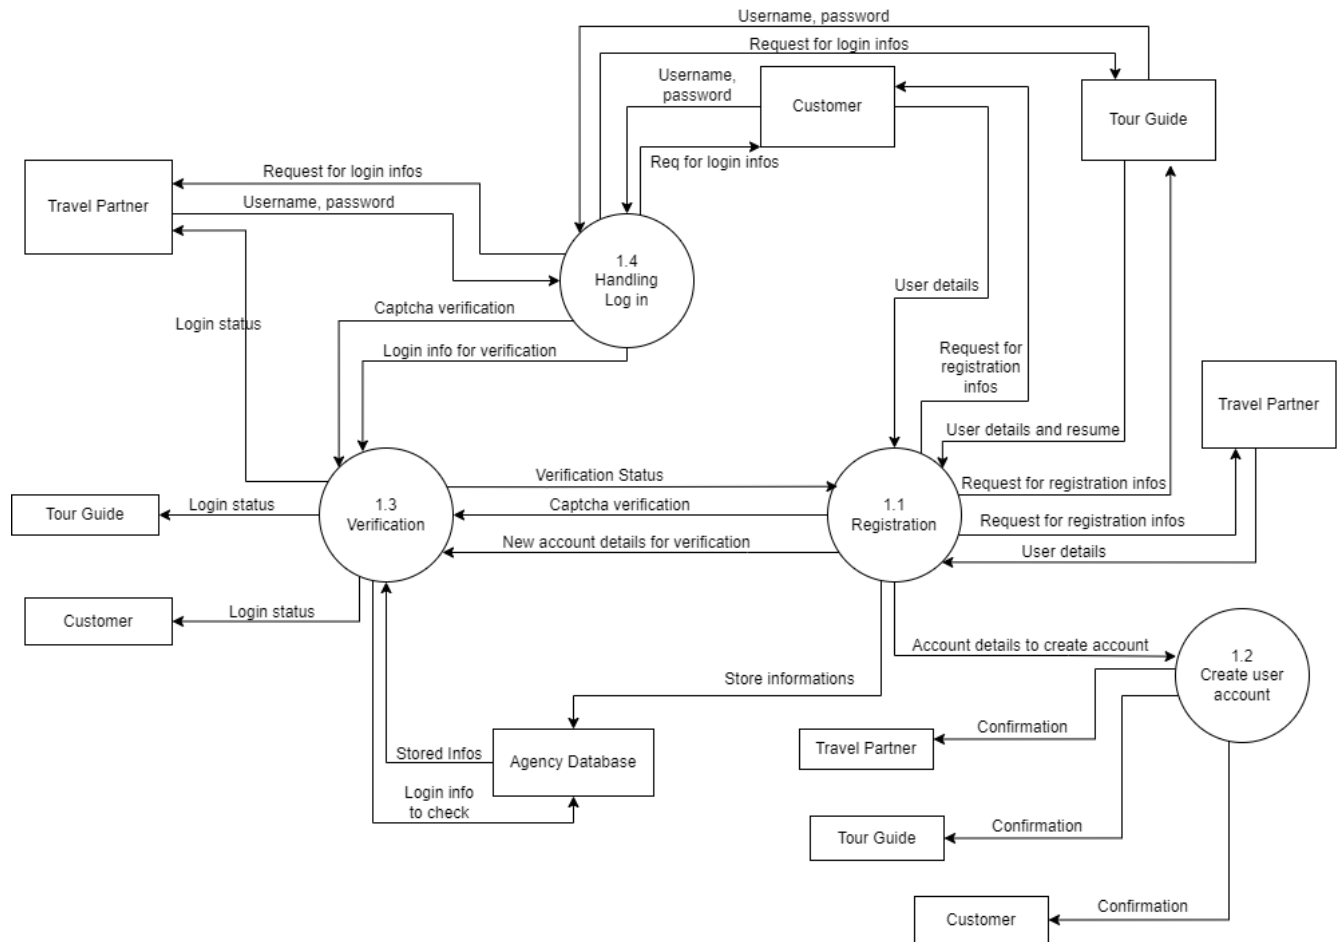 Username, password
Request for login infos
Username,
password
Customer
Tour Guide
Req for login infos
Request for login infos
Travel Partner
Username, password
1.4
Handling
Log in
User details
Captcha verification
Login status
Login info for verification
Request for
registration
infos
Travel Partner
User details and resume
Verification Status
Request for registration infos
1.3
Verification
Captcha verification
1.1
Registration
Login status
Tour Guide
Request for registration infos
New account details for verification
User details
Login status
Customer
Account details to create account
1.2
Create user
account
Store informations
Confirmation
Travel Partner
Stored Infos
Agency Database
Login info
to check
Confirmation
Tour Guide
Confirmation
Customer